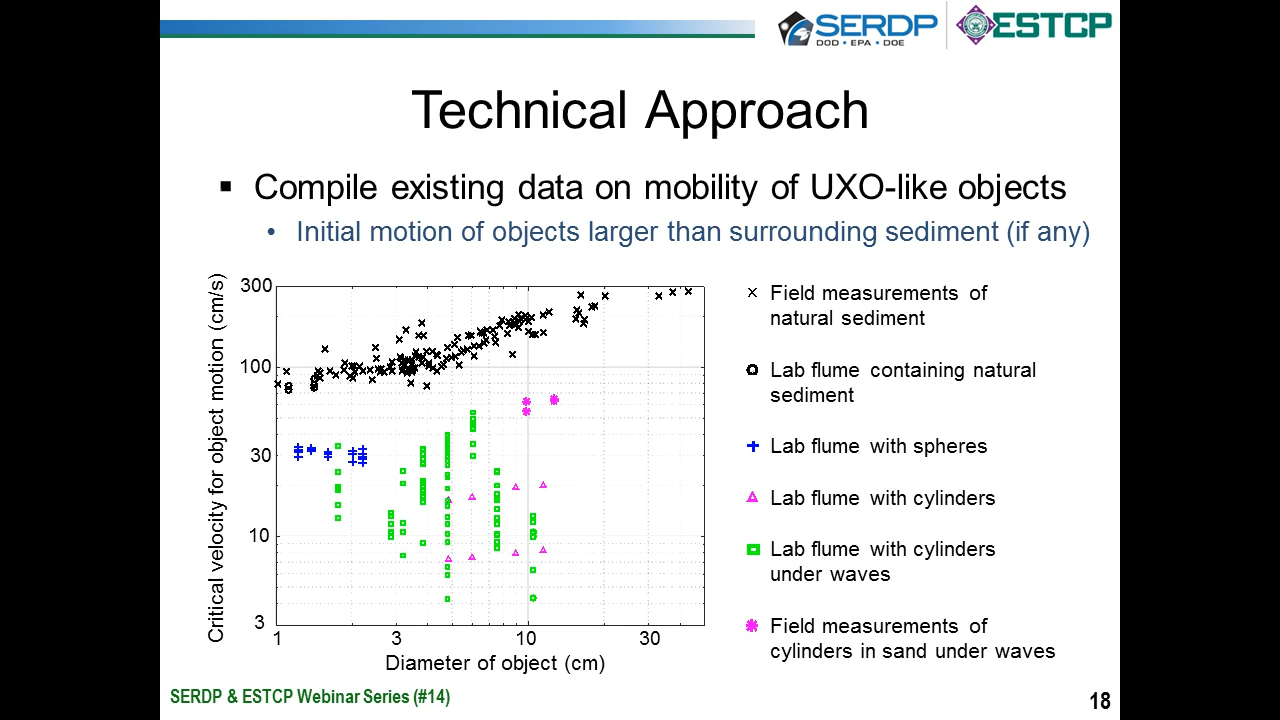 SERDP
DOD • EPA • DOE
ESTCP
Technical Approach
▪ Compile existing data on mobility of UXO-like objects
• Initial motion of objects larger than surrounding sediment (if any)
Critical velocity for object motion (cm/s)
300
100
30
10
3
1 3 10 30
Diameter of object (cm)
Field measurements of
natural sediment
Lab flume containing natural
sediment
Lab flume with spheres
Lab flume with cylinders
Lab flume with cylinders
under waves
Field measurements of
cylinders in sand under waves
SERDP & ESTCP Webinar Series (#14)
18